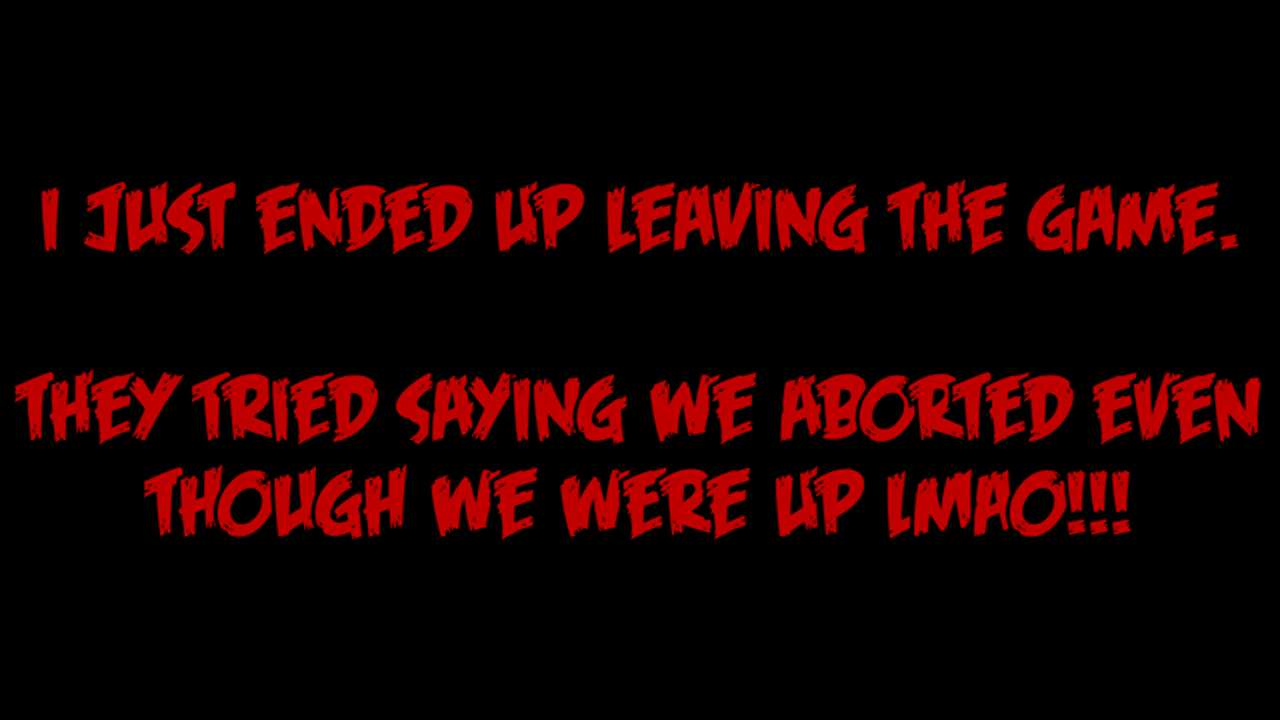 I JUST ENDED UP LEAVING THE GAME.
THEY TRIED SAYING WE ABORTED EVEN
THOUGH WE WERE UP LMAO!!!